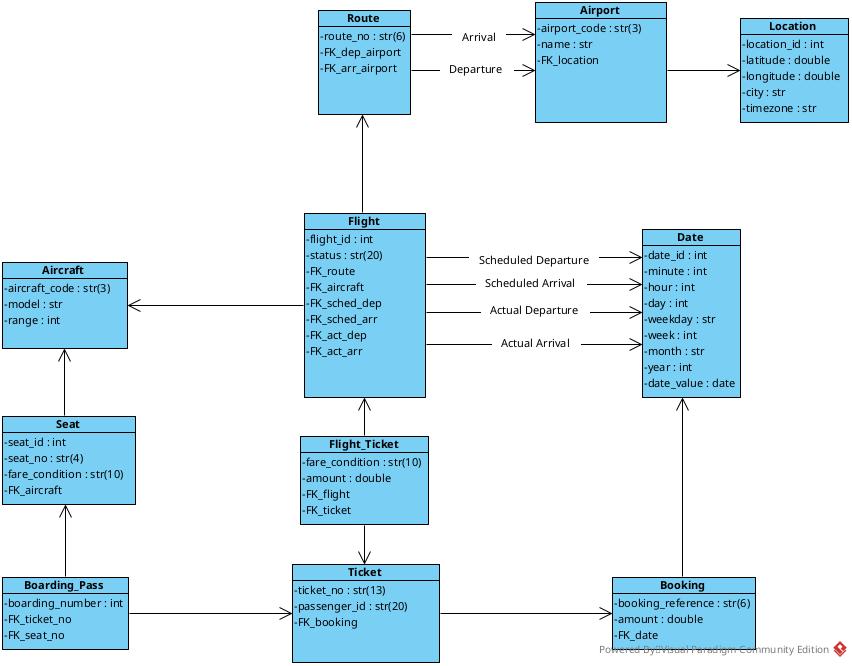 Route
-route_no : str(6)
-FK_dep_airport
-FK_arr_airport
Arrival
Departure
Airport
-airport_code : str(3)
-name : str
-FK_location
Location
-location_id : int
-latitude : double
-longitude : double
-city : str
-timezone : str
Flight
-flight_id : int
-status : str(20)
-FK_route
-FK_aircraft
-FK_sched_dep
-FK_sched_arr
-FK_act_dep
-FK_act_arr
Scheduled Departure
Scheduled Arrival
Actual Departure
Actual Arrival
Date
-date_id : int
-minute : int
-hour : int
-day : int
-weekday : str
-week : int
-month : str
-year : int
-date_value : date
Aircraft
-aircraft_code : str(3)
-model : str
-range : int
Seat
-seat_id : int
-seat_no : str(4)
-fare_condition : str(10)
-FK_aircraft
Flight_Ticket
-fare_condition : str(10)
-amount : double
-FK_flight
-FK_ticket
Boarding_Pass
-boarding_number : int
-FK_ticket_no
-FK_seat_no
Ticket
-ticket_no : str(13)
-passenger_id : str(20)
-FK_booking
Booking
-booking_reference : str(6)
-amount : double
-FK_date
Powered By Visual Paradigm Community Edition